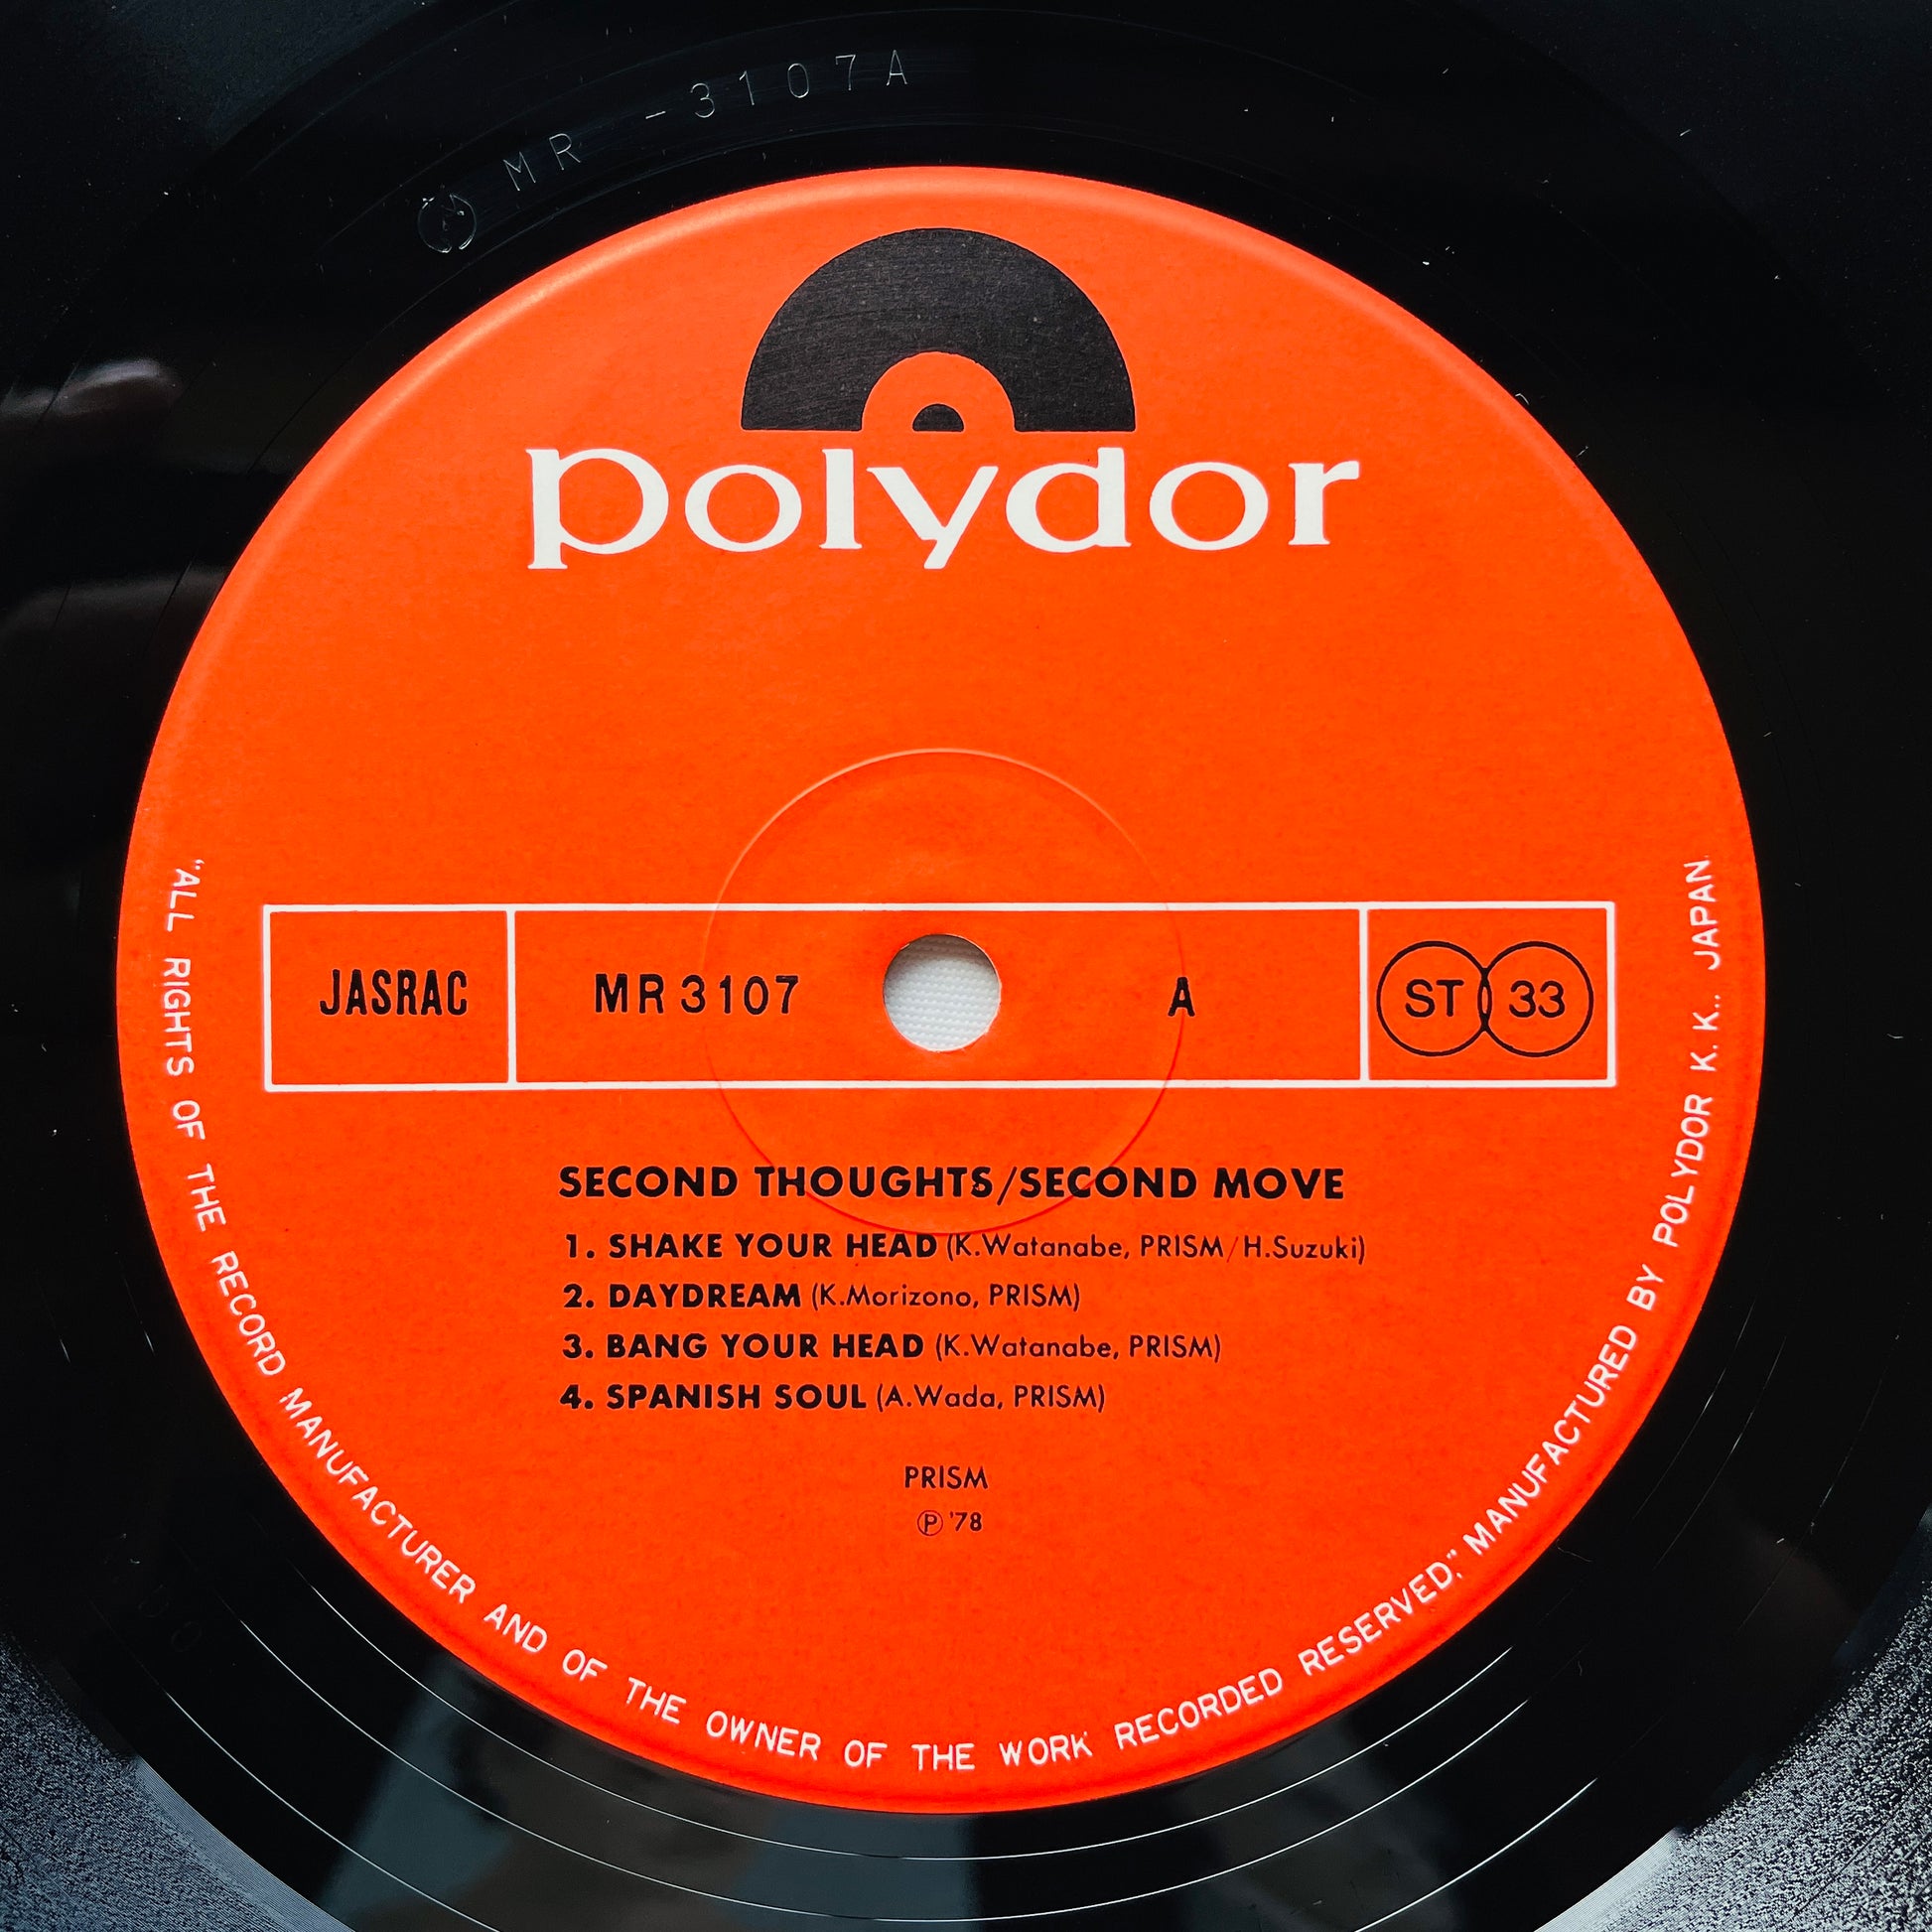 MR -3107A
polydor
JASRAC
MR 3107
A
ST 33
SECOND THOUGHTS/SECOND MOVE
1. SHAKE YOUR HEAD (K.Watanabe, PRISM/H.Suzuki)
2. DAYDREAM (K.Morizono, PRISM)
3. BANG YOUR HEAD (K.Watanabe, PRISM)
4. SPANISH SOUL (A.Wada, PRISM)
PRISM
Ⓟ '78
"ALL RIGHTS OF THE RECORD MANUFACTURER AND OF THE OWNER OF THE WORK RECORDED RESERVED." MANUFACTURED BY POLYDOR K. K., JAPAN.